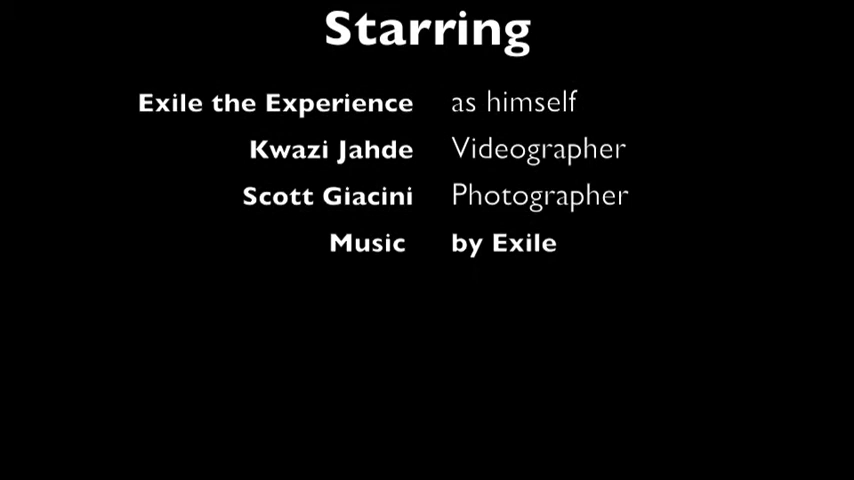 Starring
Exile the Experience as himself
Kwazi Jahde Videographer
Scott Giacini Photographer
Music by Exile